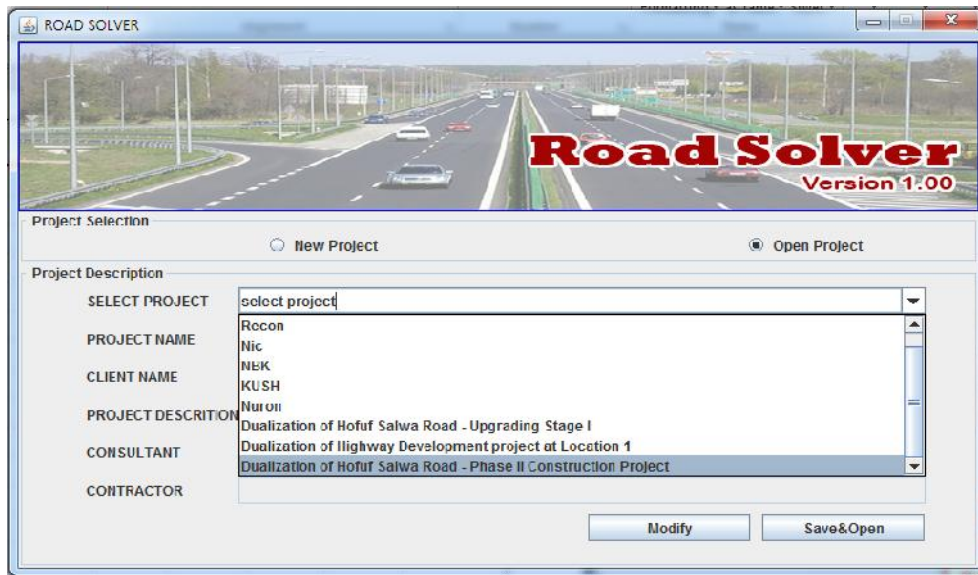 ROAD SOLVER
Road Solver
Version 1.00
Project Selection
New Project
Open Project
Project Description
SELECT PROJECT
select project
Recon
PROJECT NAME
Nic
NBK
CLIENT NAME
KUSH
Nuron
PROJECT DESCRITION
Dualization of Hofuf Salwa Road - Upgrading Stage I
Dualization of Highway Development project at Location 1
CONSULTANT
Dualization of Hofuf Salwa Road - Phase II Construction Project
CONTRACTOR
Modify
Save&Open